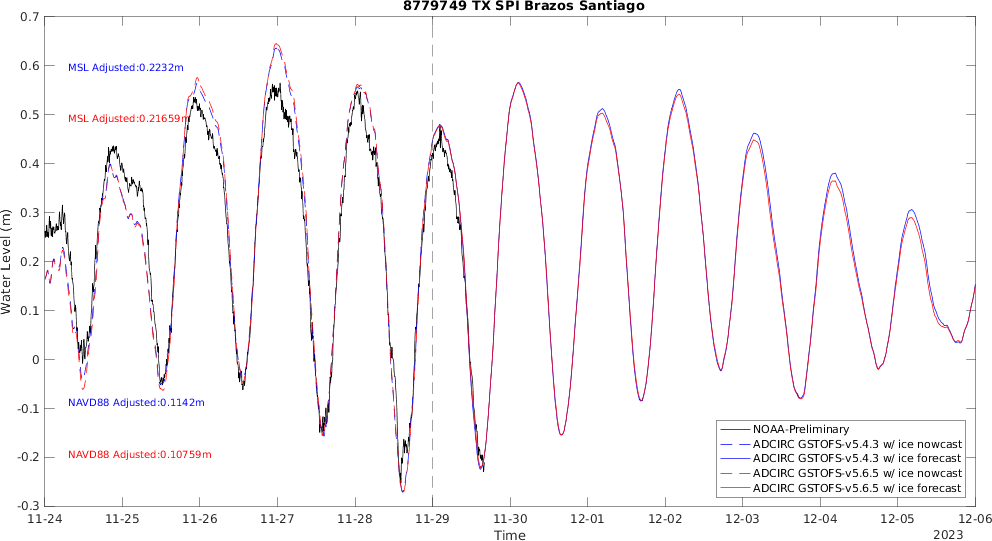 8779749 TX SPI Brazos Santiago
0.7
0.6
0.5
0.4
0.3
0.2
0.1
0
-0.1
-0.2
-0.3
Water Level (m)
MSL Adjusted:0.2232m
MSL Adjusted:0.21659m
NAVD88 Adjusted:0.1142m
NAVD88 Adjusted:0.10759m
NOAA-Preliminary
ADCIRC GSTOFS-v5.4.3 w/ ice nowcast
ADCIRC GSTOFS-v5.4.3 w/ ice forecast
ADCIRC GSTOFS-v5.6.5 w/ ice nowcast
ADCIRC GSTOFS-v5.6.5 w/ ice forecast
11-24 11-25 11-26 11-27 11-28 11-29 11-30 12-01 12-02 12-03 12-04 12-05 12-06
Time
2023